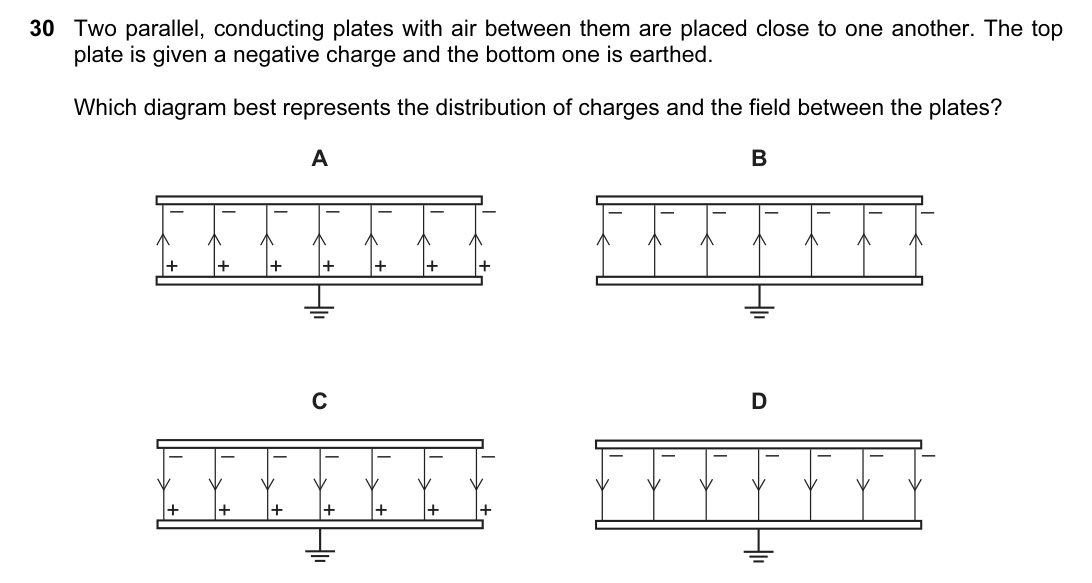 30 Two parallel, conducting plates with air between them are placed close to one another. The top
plate is given a negative charge and the bottom one is earthed.
Which diagram best represents the distribution of charges and the field between the plates?
A B
– – – – – – – – – – – – – –
+ + + + + + +
C D
– – – – – – – – – – – – – –
+ + + + + + +